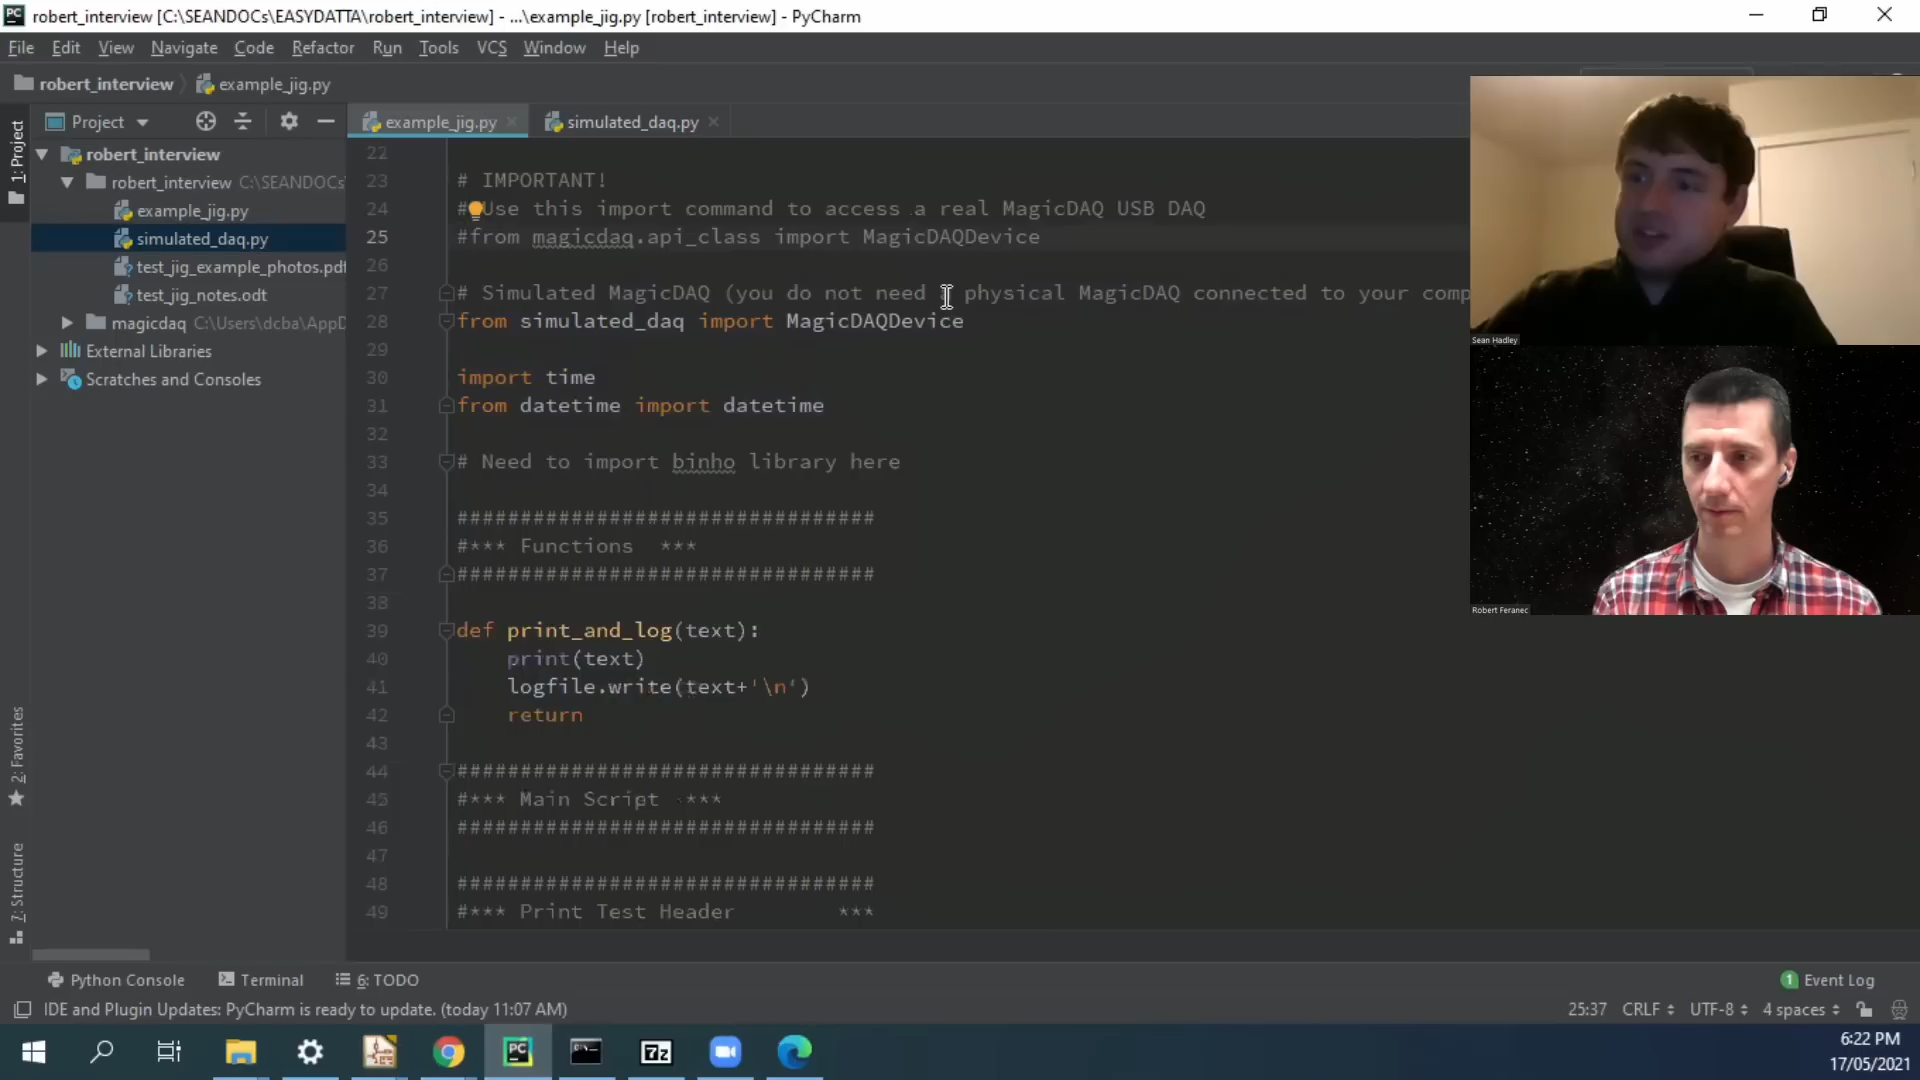 robert_interview [C:\SEANDOCs\EASYDATTA\robert_interview] - ...\example_jig.py [robert_interview] - PyCharm
File Edit View Navigate Code Refactor Run Tools VCS Window Help
robert_interview example_jig.py
Project
example_jig.py
simulated_daq.py
1: Project
robert_interview
robert_interview C:\SEANDOCs
example_jig.py
simulated_daq.py
test_jig_example_photos.pdf
test_jig_notes.odt
magicdaq C:\Users\dcba\AppD
External Libraries
Scratches and Consoles
2: Favorites
7: Structure
22
23 # IMPORTANT!
24 # Use this import command to access a real MagicDAQ USB DAQ
25 #from magicdaq.api_class import MagicDAQDevice
26
27 # Simulated MagicDAQ (you do not need physical MagicDAQ connected to your comp
28 from simulated_daq import MagicDAQDevice
29
30 import time
31 from datetime import datetime
32
33 # Need to import binho library here
34
35 #################################
36 #*** Functions ***
37 #################################
38
39 def print_and_log(text):
40 print(text)
41 logfile.write(text+'\n')
42 return
43
44 #################################
45 #*** Main Script ***
46 #################################
47
48 #################################
49 #*** Print Test Header ***
Sean Hadley
Robert Feranec
Python Console Terminal 6: TODO
1 Event Log
IDE and Plugin Updates: PyCharm is ready to update. (today 11:07 AM)
25:37 CRLF UTF-8 4 spaces
PC
7z
6:22 PM
17/05/2021